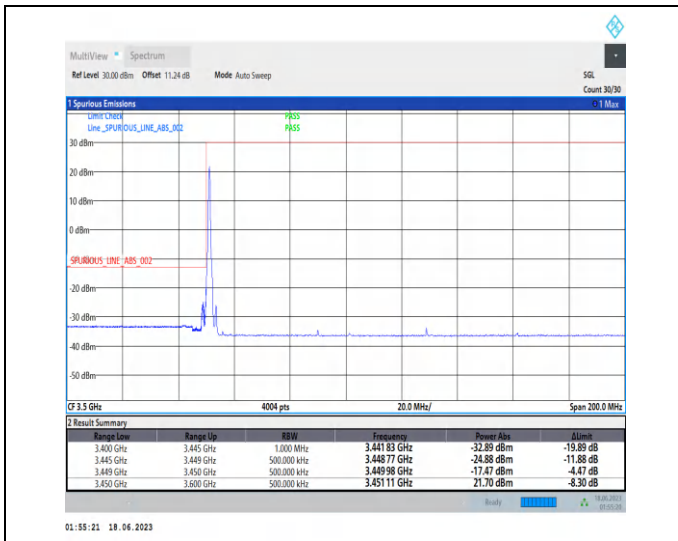 MultiView Spectrum
Ref Level 30.00 dBm Offset 11.24 dB Mode Auto Sweep SGL
Count 30/30
1 Spurious Emissions 1 Max
Limit Check PASS
Line _SPURIOUS_LINE_ABS_002 PASS
30 dBm
20 dBm
10 dBm
0 dBm
_SPURIOUS_LINE_ABS_002
-20 dBm
-30 dBm
-40 dBm
-50 dBm
CF 3.5 GHz 4004 pts 20.0 MHz/ Span 200.0 MHz
2 Result Summary
Range Low Range Up RBW Frequency Power Abs ΔLimit
3.400 GHz 3.445 GHz 1.000 MHz 3.441 83 GHz -32.89 dBm -19.89 dB
3.445 GHz 3.449 GHz 500.000 kHz 3.448 77 GHz -24.88 dBm -11.88 dB
3.449 GHz 3.450 GHz 500.000 kHz 3.449 98 GHz -17.47 dBm -4.47 dB
3.450 GHz 3.600 GHz 500.000 kHz 3.451 11 GHz 21.70 dBm -8.30 dB
Ready 18.06.2023
01:55:20
01:55:21 18.06.2023